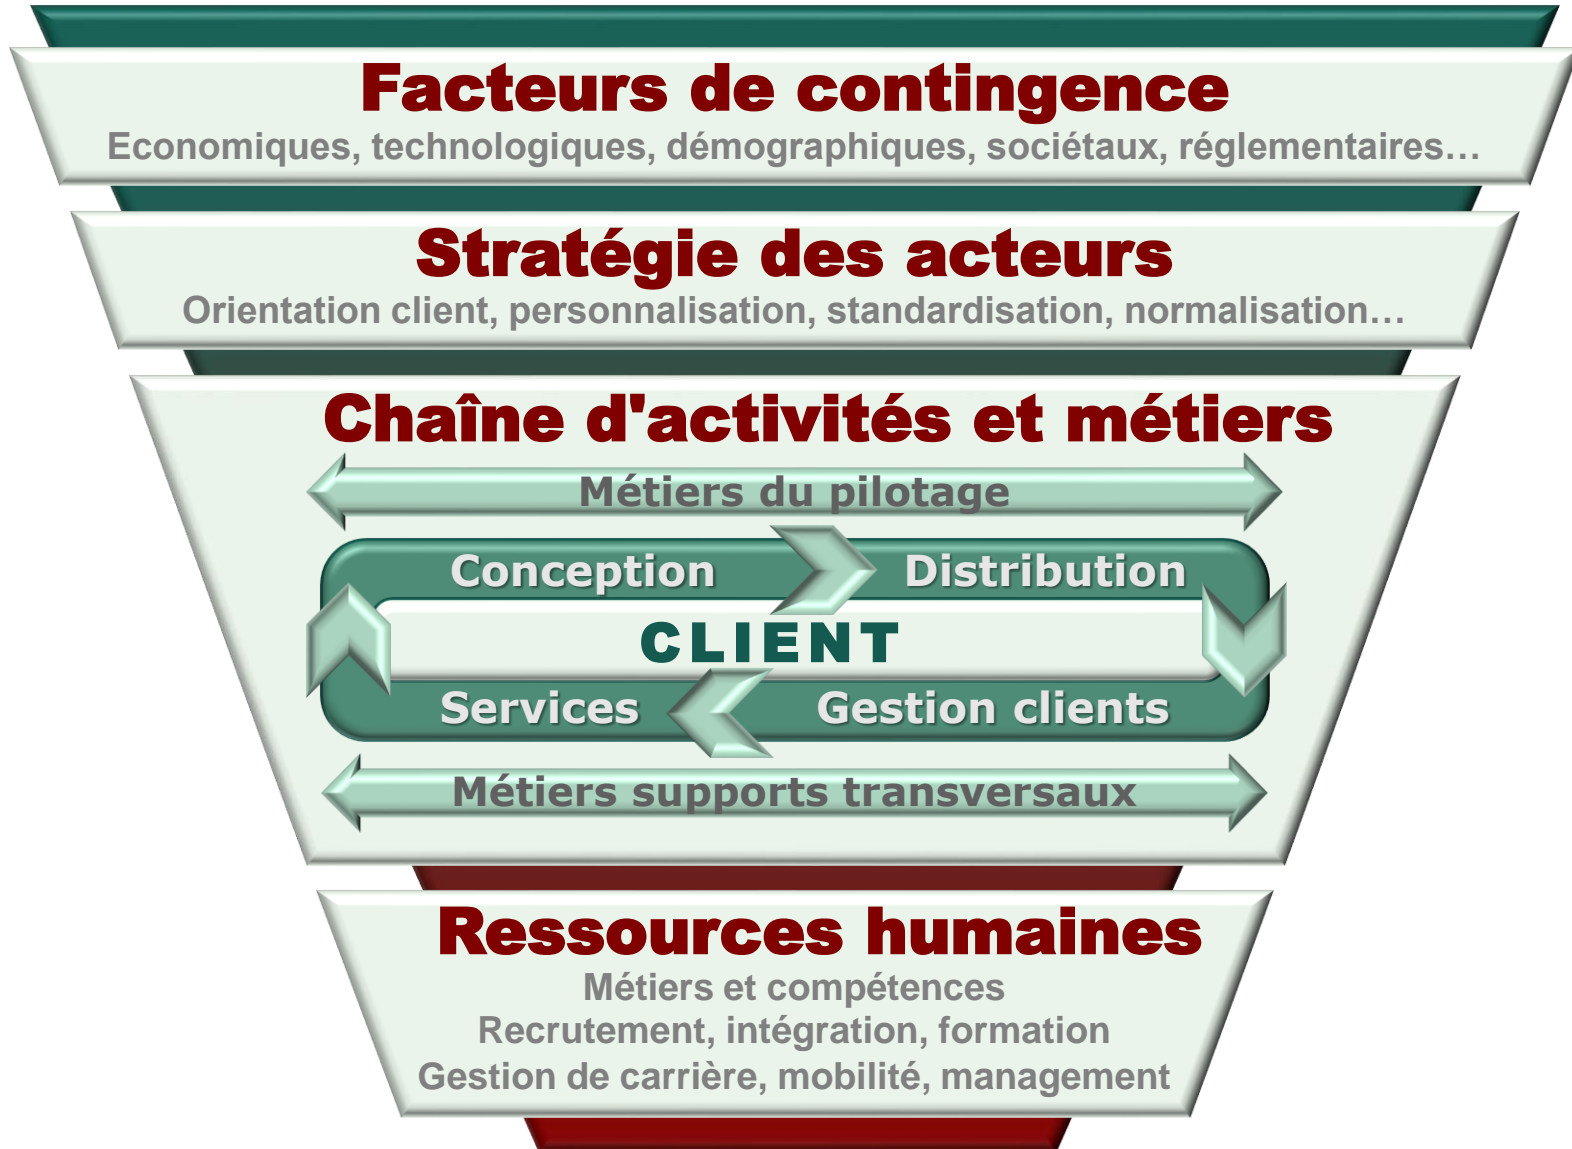 Facteurs de contingence
Economiques, technologiques, démographiques, sociétaux, réglementaires…
Stratégie des acteurs
Orientation client, personnalisation, standardisation, normalisation…
Chaîne d'activités et métiers
Métiers du pilotage
Conception
Distribution
CLIENT
Services
Gestion clients
Métiers supports transversaux
Ressources humaines
Métiers et compétences
Recrutement, intégration, formation
Gestion de carrière, mobilité, management